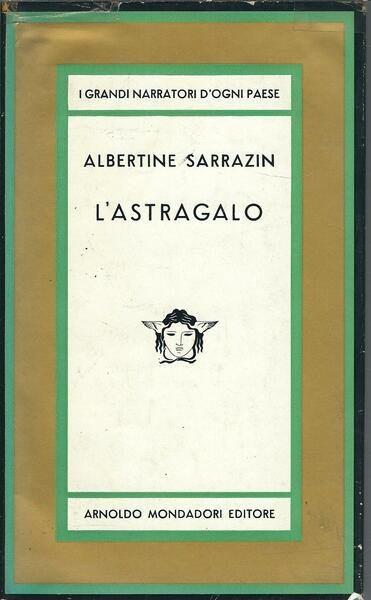 I GRANDI NARRATORI D'OGNI PAESE
ALBERTINE SARRAZIN
L'ASTRAGALO
ARNOLDO MONDADORI EDITORE